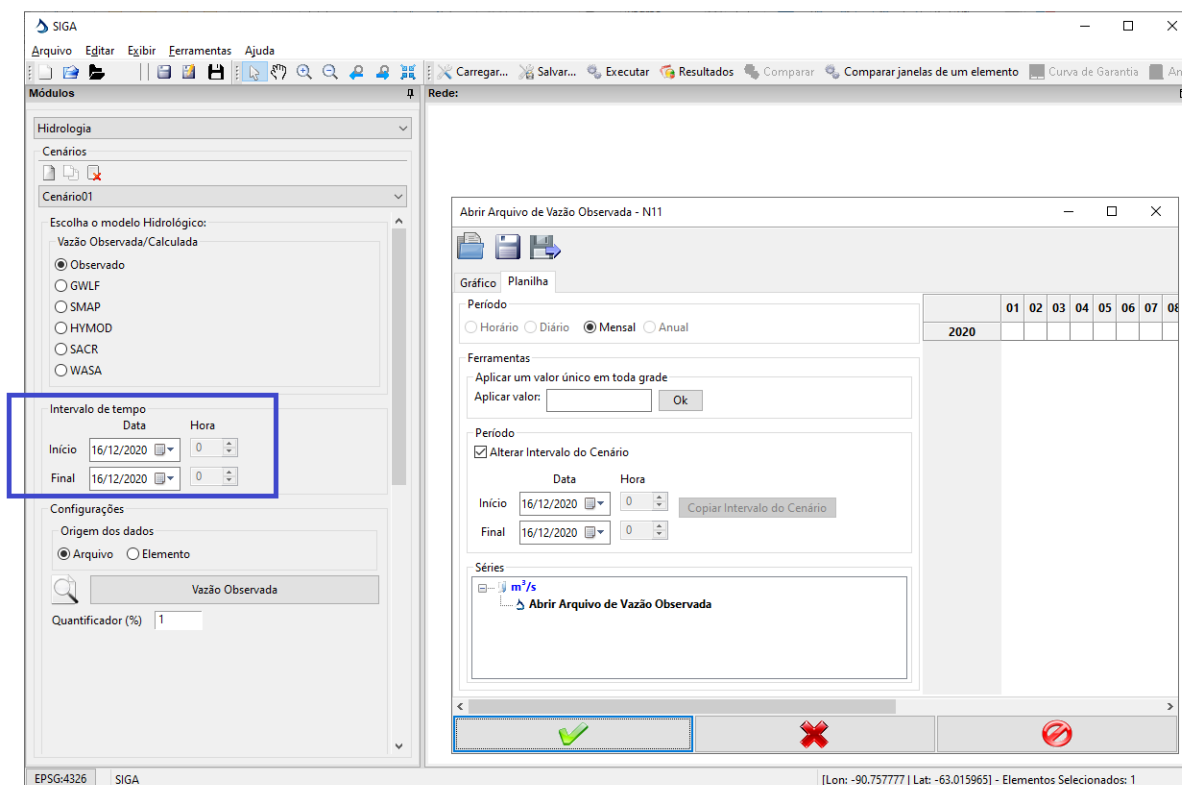 SIGA
Arquivo Editar Exibir Ferramentas Ajuda
Carregar... Salvar... Executar Resultados Comparar Comparar janelas de um elemento Curva de Garantia An
Módulos
Rede:
Hidrologia
Cenários
Cenário01
Escolha o modelo Hidrológico:
Vazão Observada/Calculada
Observado
GWLF
SMAP
HYMOD
SACR
WASA
Intervalo de tempo
Data Hora
Início 16/12/2020 0
Final 16/12/2020 0
Configurações
Origem dos dados
Arquivo Elemento
Vazão Observada
Quantificador (%) 1
Abrir Arquivo de Vazão Observada - N11
Gráfico Planilha
Período
Horário Diário Mensal Anual
Ferramentas
Aplicar um valor único em toda grade
Aplicar valor: Ok
Período
Alterar Intervalo do Cenário
Data Hora
Início 16/12/2020 0 Copiar Intervalo do Cenário
Final 16/12/2020 0
Séries
m³/s
Abrir Arquivo de Vazão Observada
01 02 03 04 05 06 07 08
2020
EPSG:4326 SIGA [Lon: -90.757777 | Lat: -63.015965] - Elementos Selecionados: 1